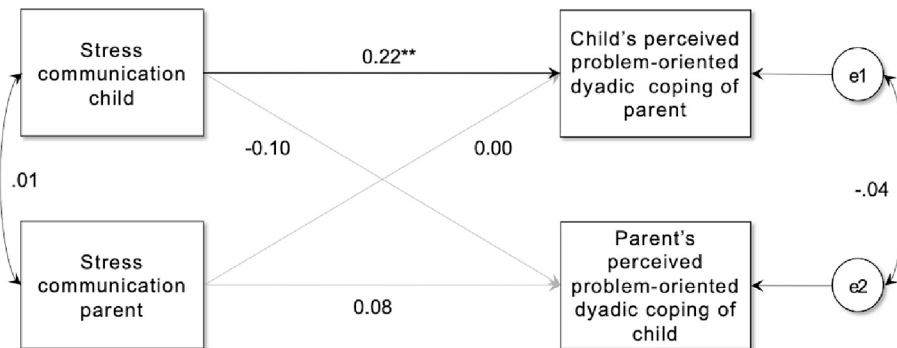 Stress
communication
child
0.22**
Child's perceived
problem-oriented
dyadic coping of
parent
e1
-0.10
0.00
.01
-.04
Stress
communication
parent
0.08
Parent's
perceived
problem-oriented
dyadic coping of
child
e2